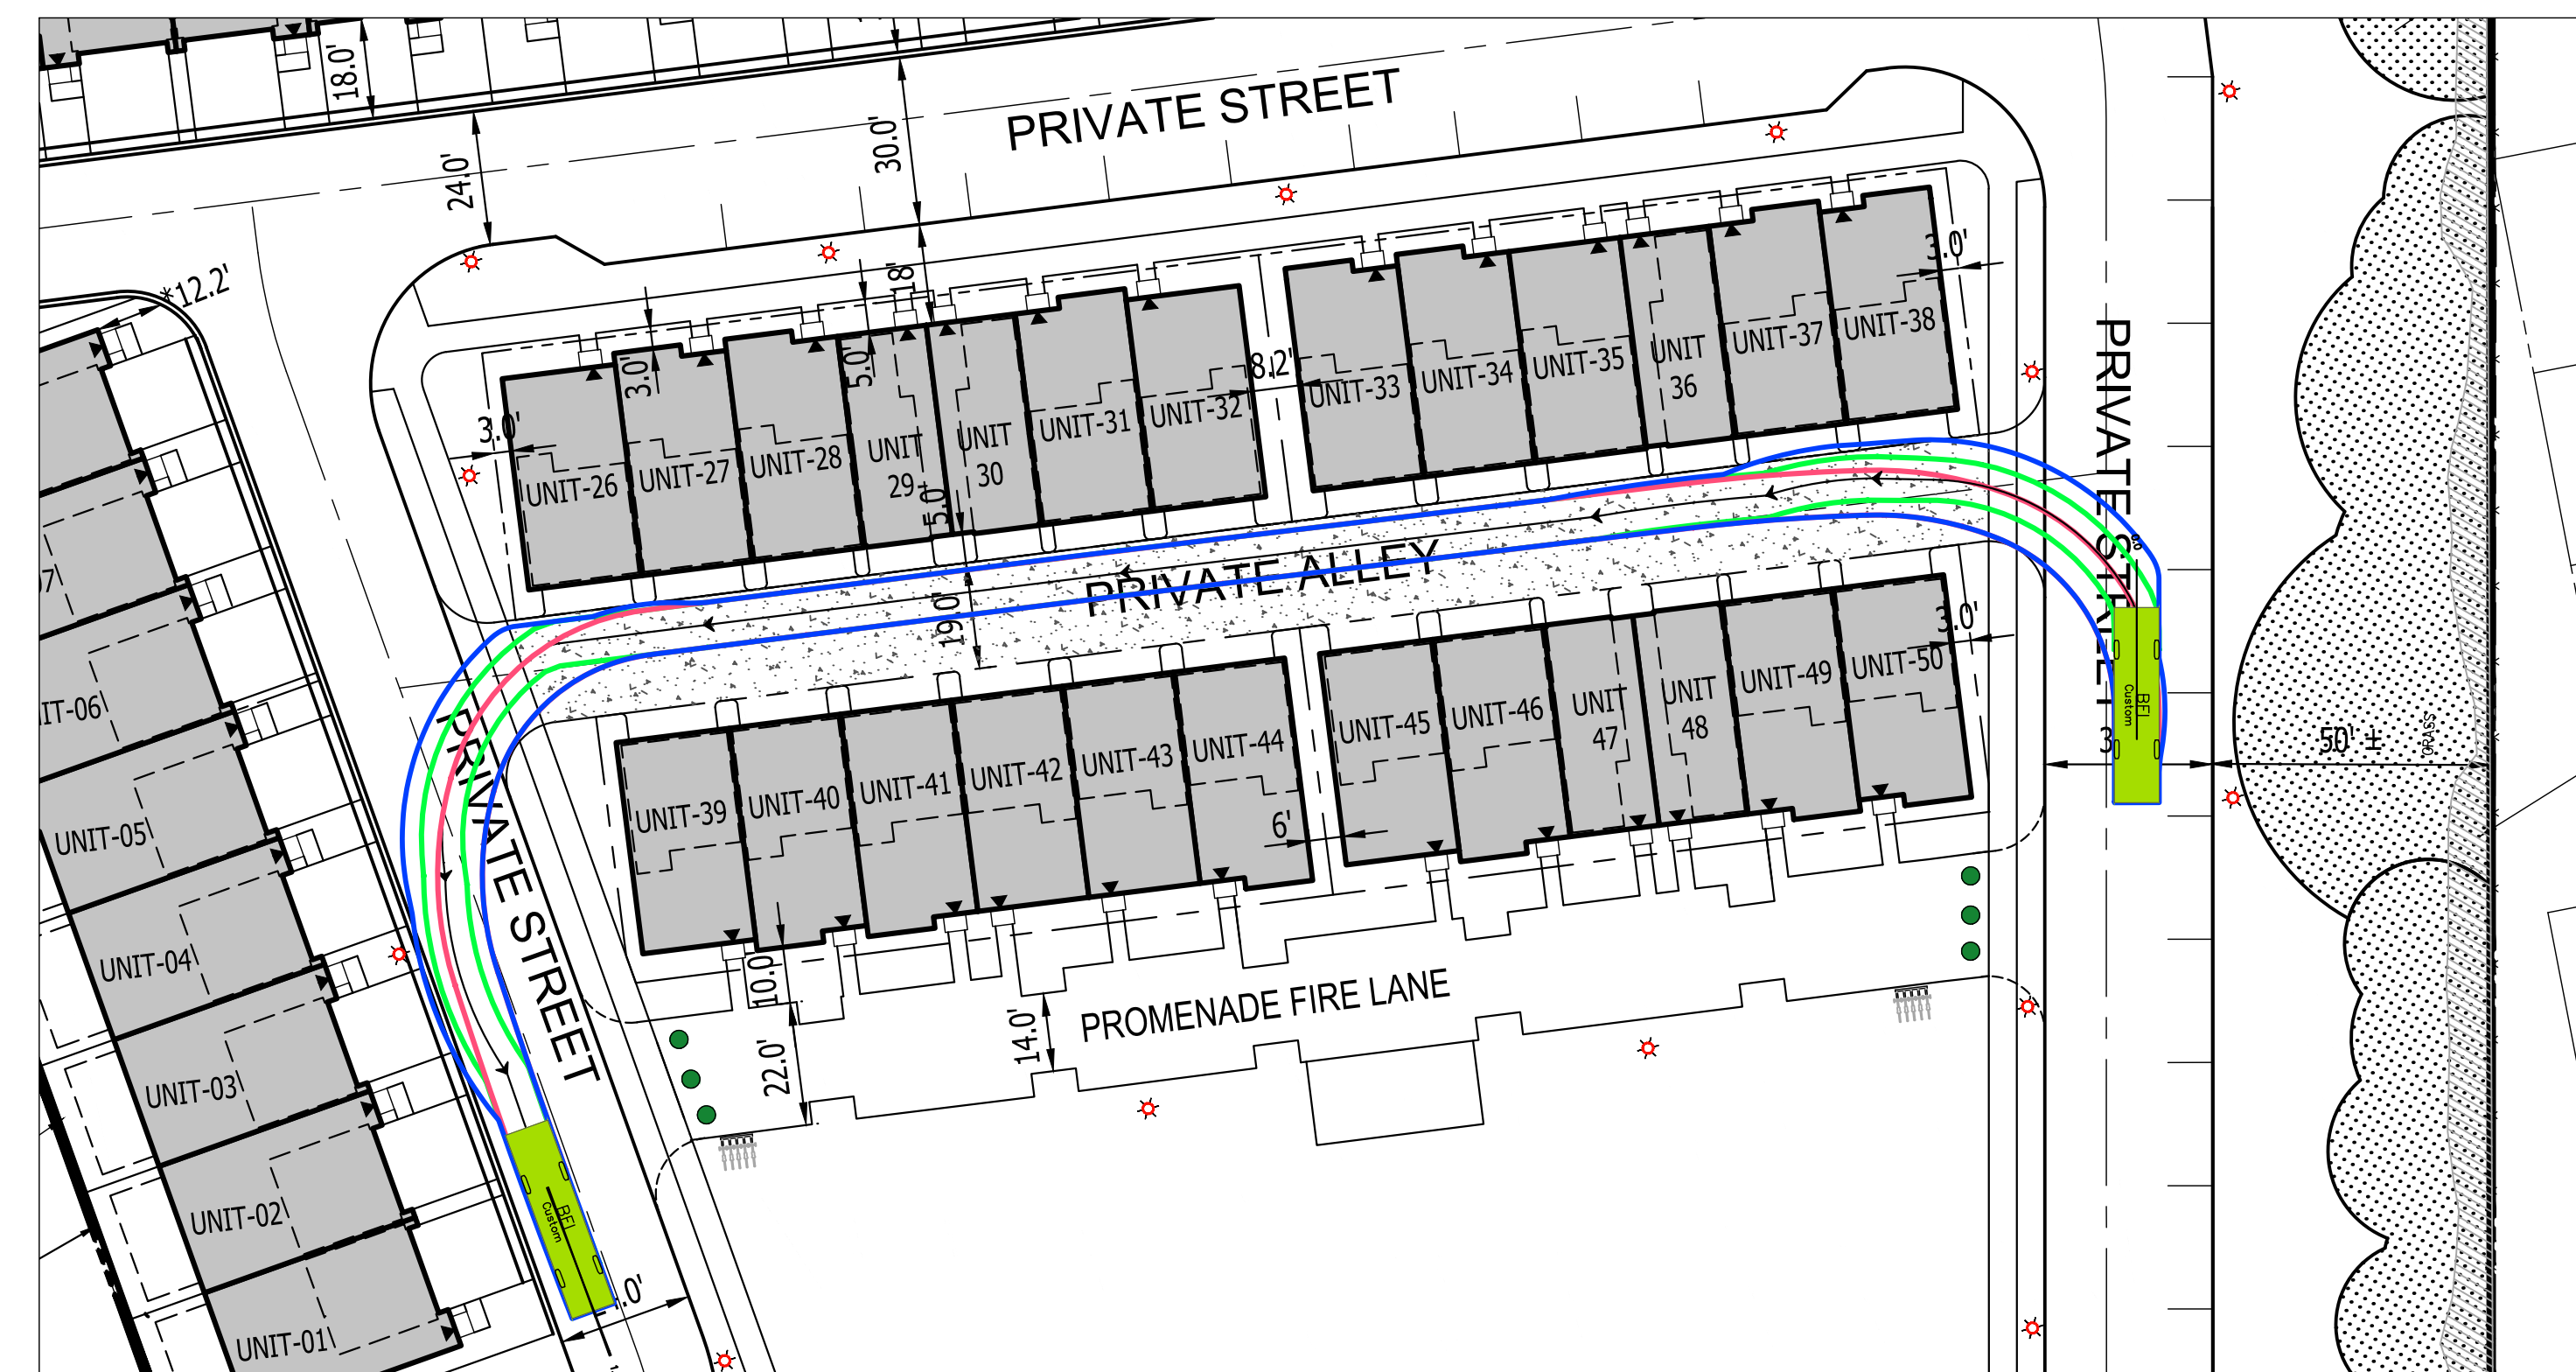 18.0'
24.0'
30.0'
PRIVATE STREET
*12.2'
18'
3.0'
3.0'
3.0'
5.0'
5.0
8.2'
UNIT-26
UNIT-27
UNIT-28
UNIT
29
UNIT
30
UNIT-31
UNIT-32
UNIT-33
UNIT-34
UNIT-35
UNIT
36
UNIT-37
UNIT-38
PRIVATE STREET
PRIVATE ALLEY
19.0'
3.0'
UNIT-39
UNIT-40
UNIT-41
UNIT-42
UNIT-43
UNIT-44
UNIT-45
UNIT-46
UNIT
47
UNIT
48
UNIT-49
UNIT-50
6'
BFI
Custom
50' ±
GRASS
PRIVATE STREET
UNIT-05
UNIT-04
UNIT-03
UNIT-02
UNIT-01
10.0'
22.0'
14.0'
PROMENADE FIRE LANE
BFI
Custom